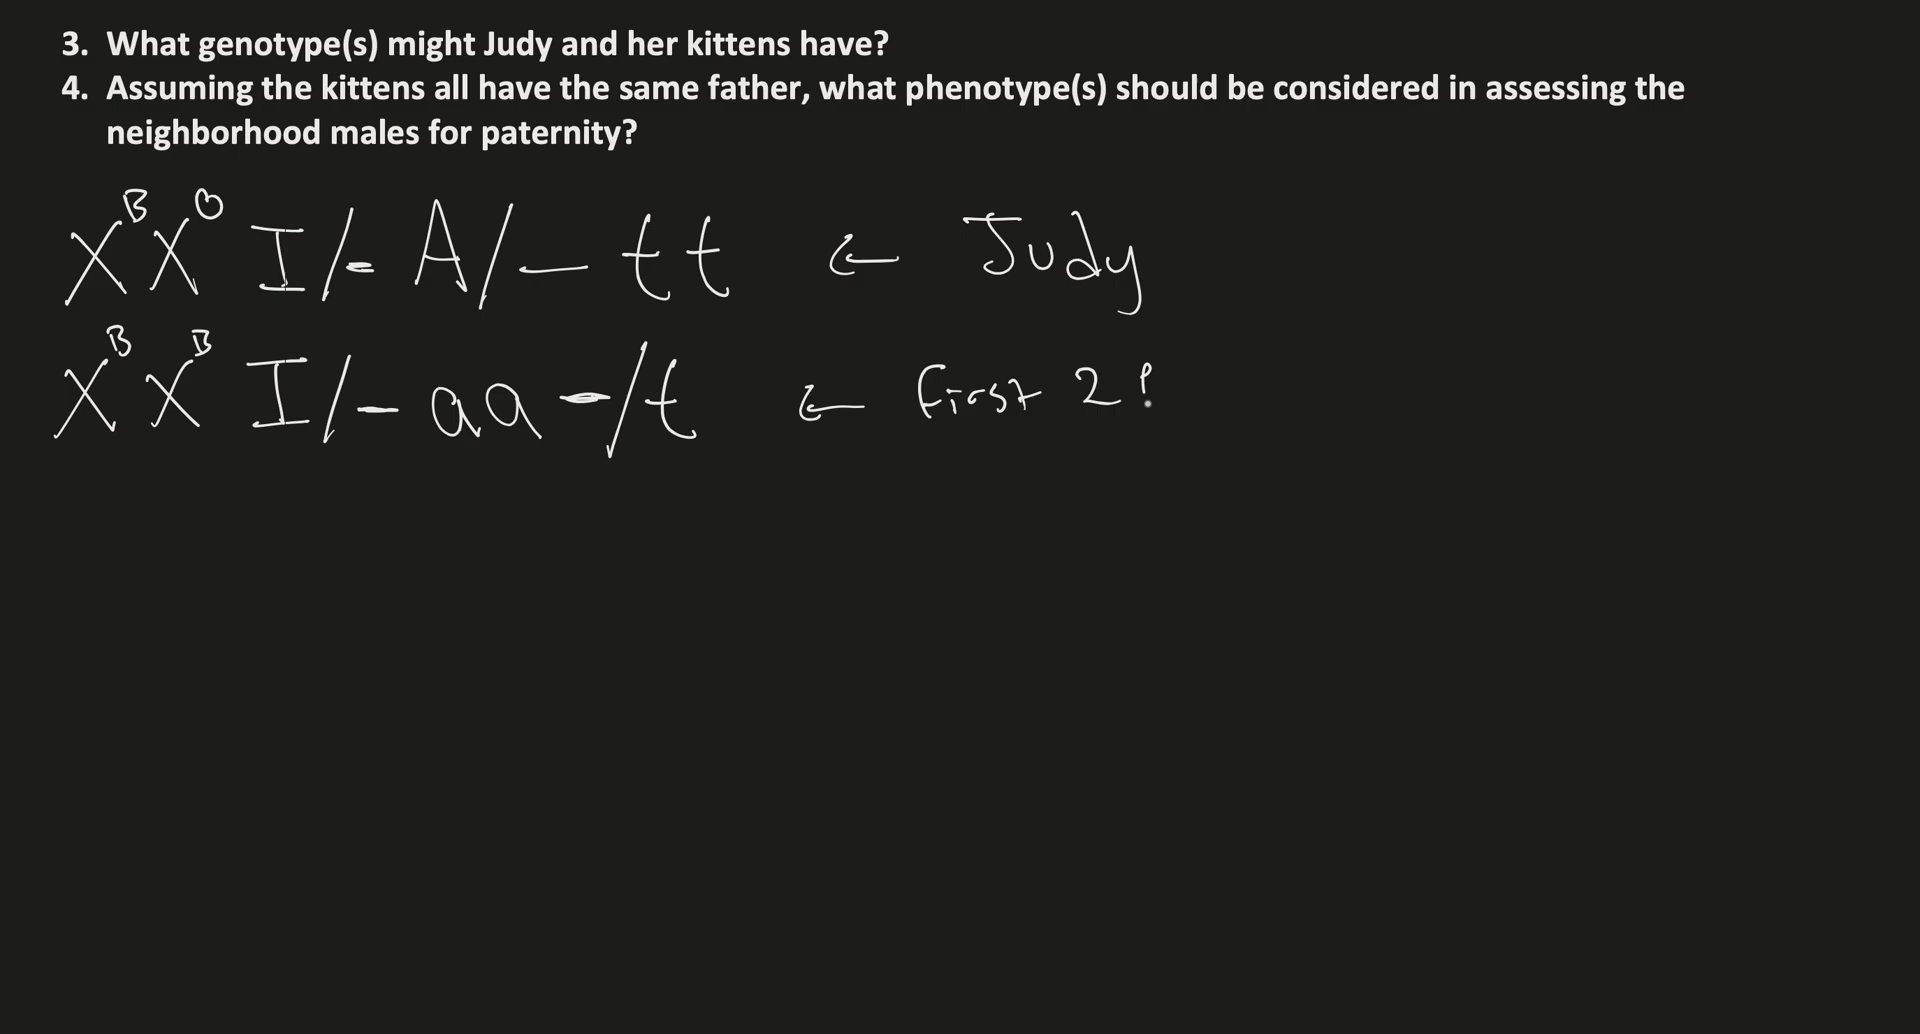 3. What genotype(s) might Judy and her kittens have?
4. Assuming the kittens all have the same father, what phenotype(s) should be considered in assessing the
neighborhood males for paternity?
X^B X^O I/- A/- tt ← Judy
X^B X^B I/- aa -/t ← First 2?